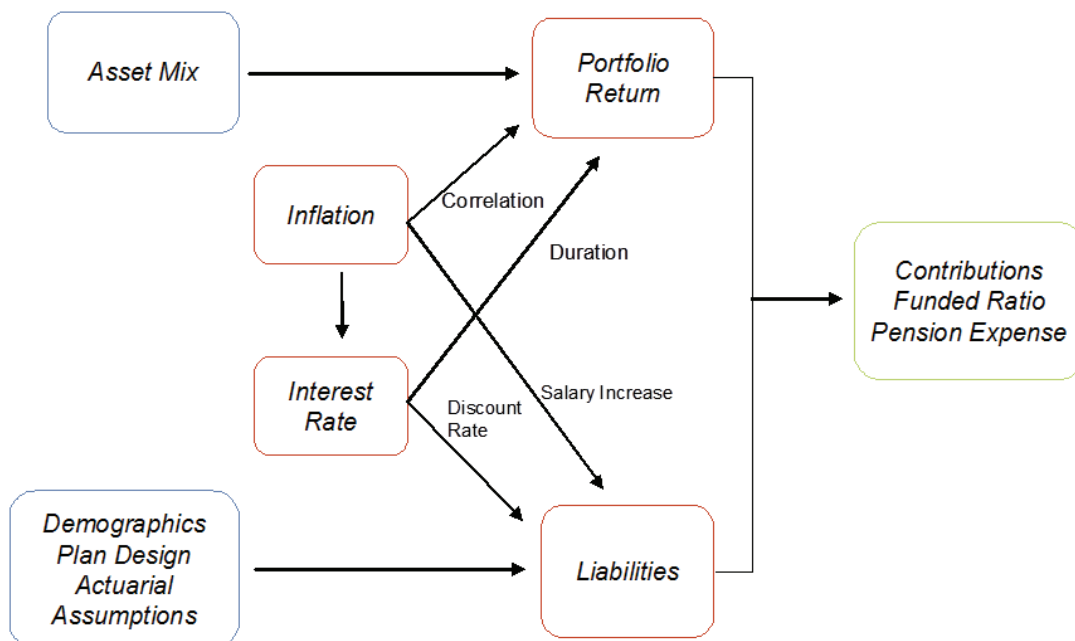 Asset Mix
Portfolio
Return
Inflation
Correlation
Duration
Contributions
Funded Ratio
Pension Expense
Interest
Rate
Discount
Rate
Salary Increase
Demographics
Plan Design
Actuarial
Assumptions
Liabilities